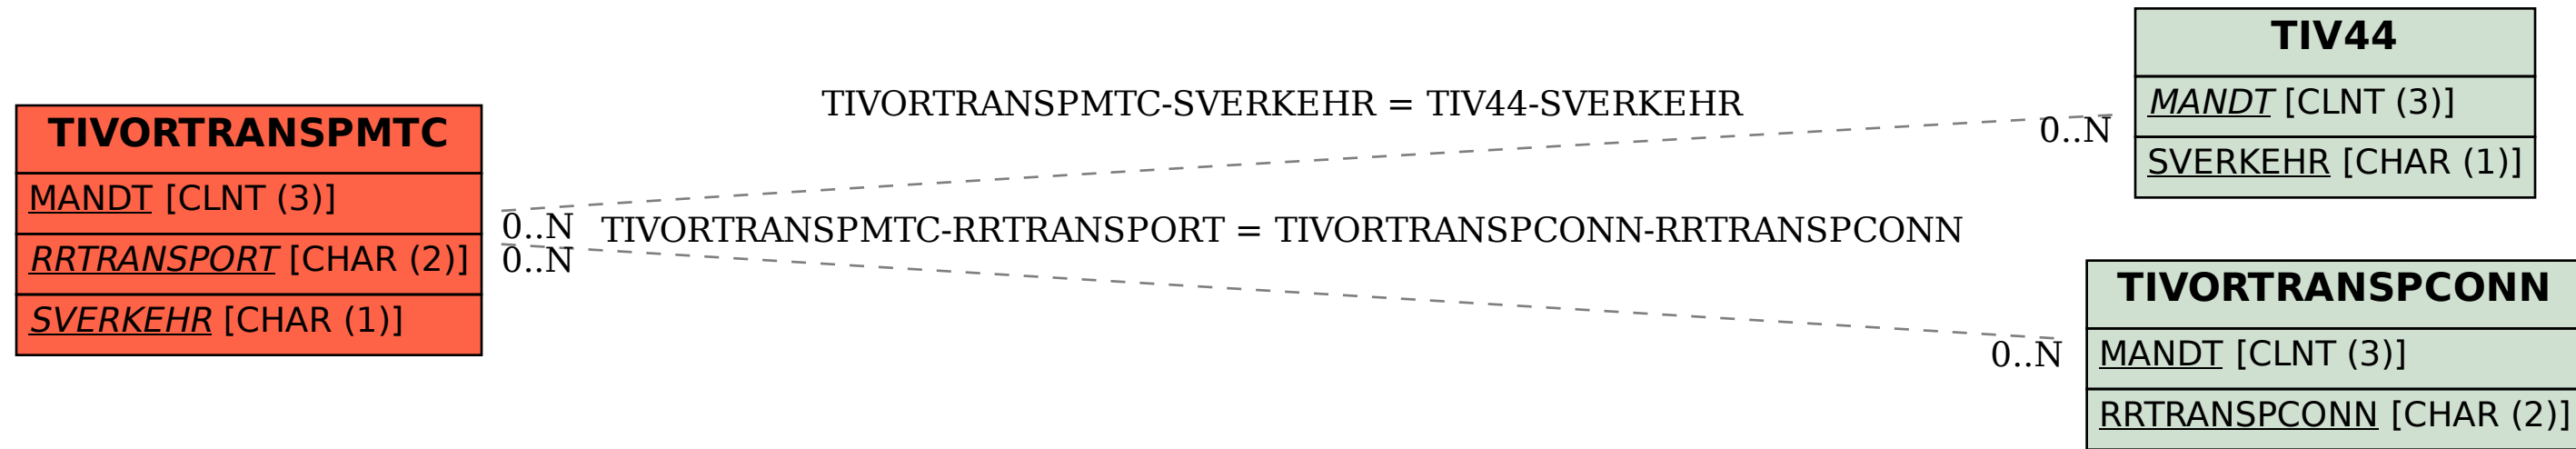 TIV44
MANDT [CLNT (3)]
SVERKEHR [CHAR (1)]
TIVORTRANSPMTC-SVERKEHR = TIV44-SVERKEHR
0..N
TIVORTRANSPMTC
MANDT [CLNT (3)]
RRTRANSPORT [CHAR (2)]
SVERKEHR [CHAR (1)]
0..N
TIVORTRANSPMTC-RRTRANSPORT = TIVORTRANSPCONN-RRTRANSPCONN
0..N
0..N
TIVORTRANSPCONN
MANDT [CLNT (3)]
RRTRANSPCONN [CHAR (2)]